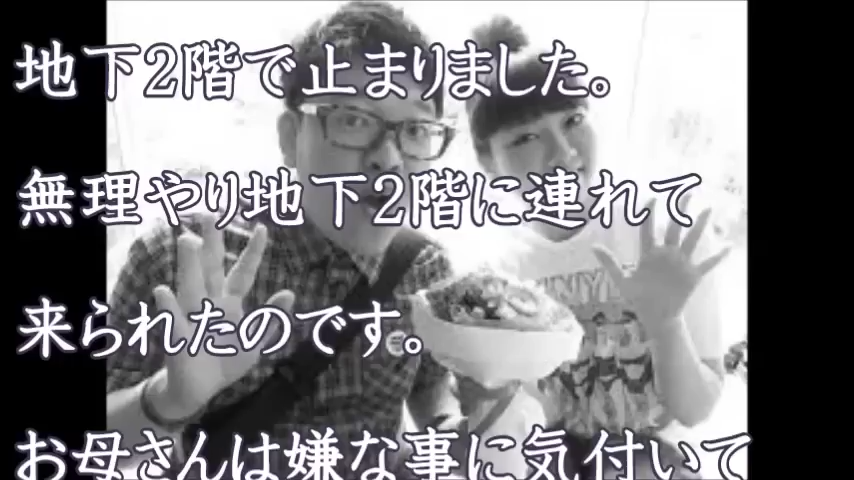 地下2階で止まりました。
無理やり地下2階に連れて
来られたのです。
お母さんは嫌な事に気付いて